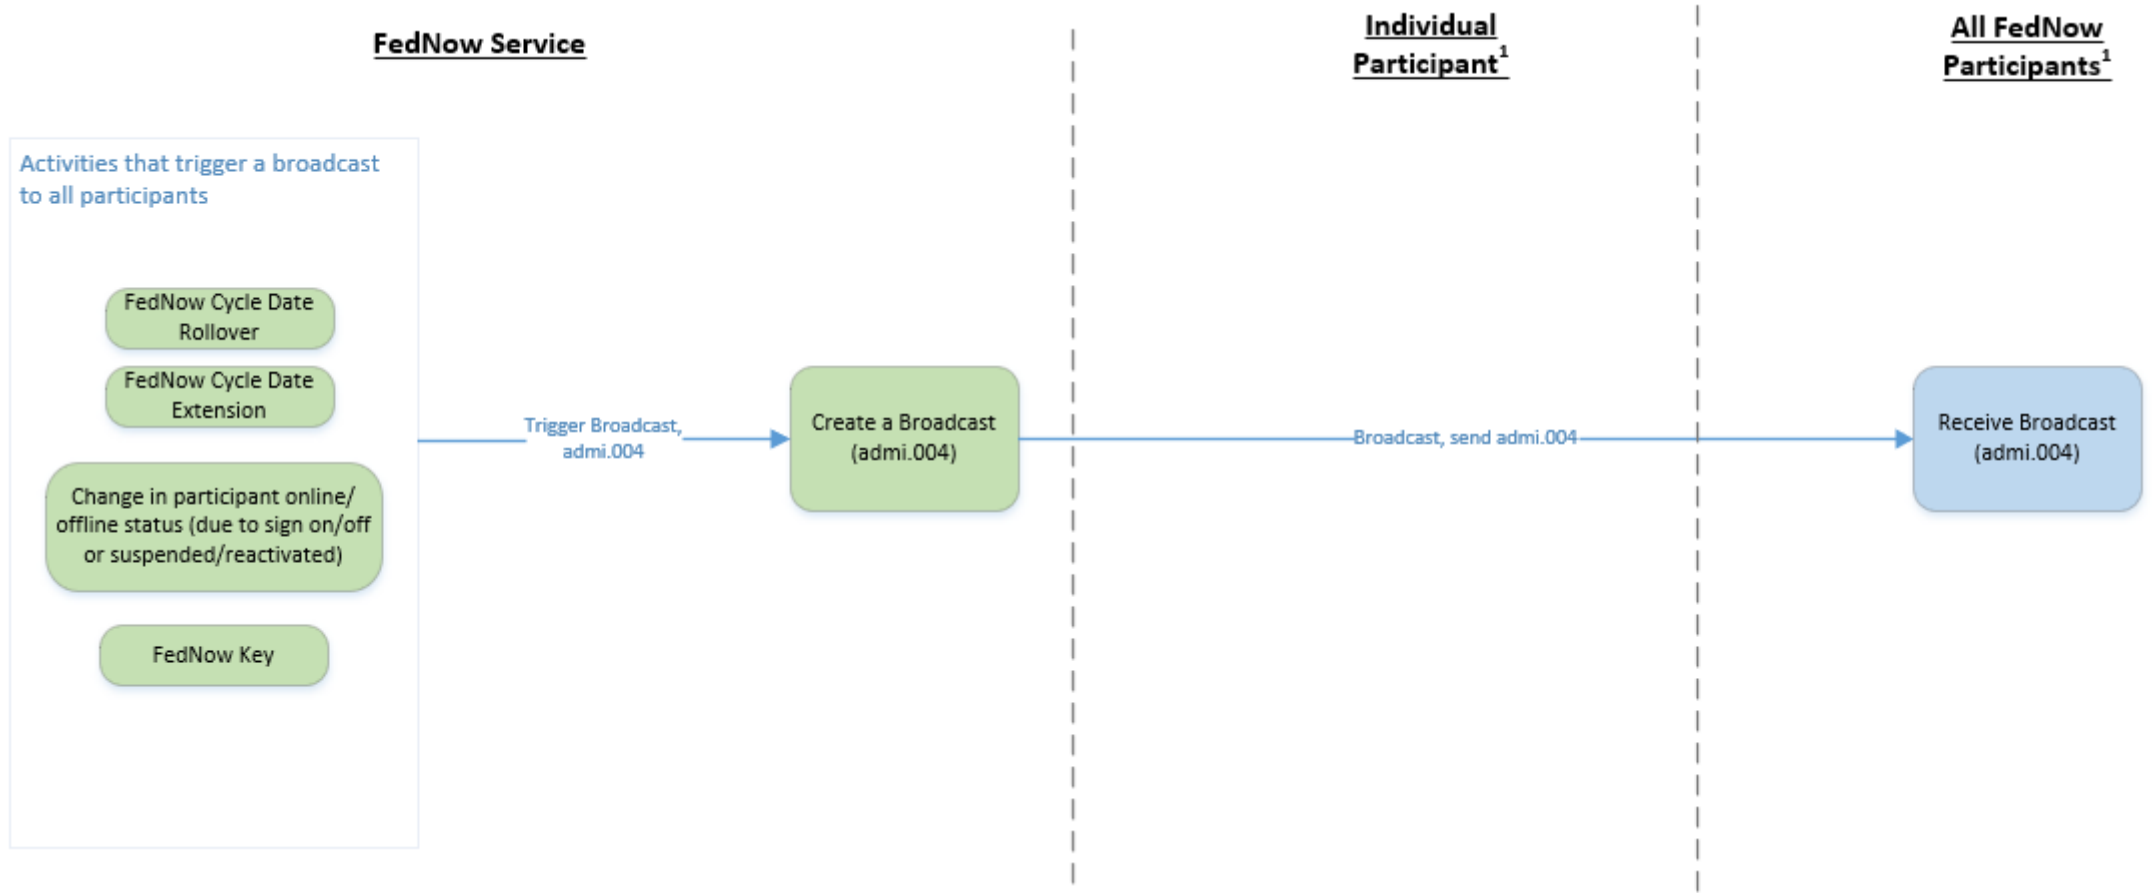 FedNow Service
Individual
Participant1
All FedNow
Participants1
Activities that trigger a broadcast
to all participants
FedNow Cycle Date
Rollover
FedNow Cycle Date
Extension
Change in participant online/
offline status (due to sign on/off
or suspended/reactivated)
FedNow Key
Trigger Broadcast,
admi.004
Create a Broadcast
(admi.004)
Broadcast, send admi.004
Receive Broadcast
(admi.004)